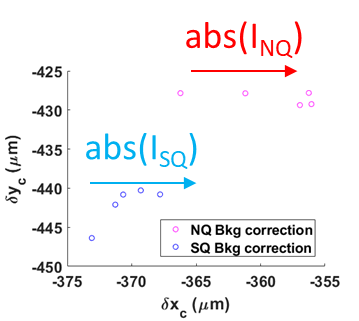 abs(I_NQ)
-425
-430
-435
-440
-445
-450
δy_c (μm)
abs(I_SQ)
NQ Bkg correction
SQ Bkg correction
-375 -370 -365 -360 -355
δx_c (μm)